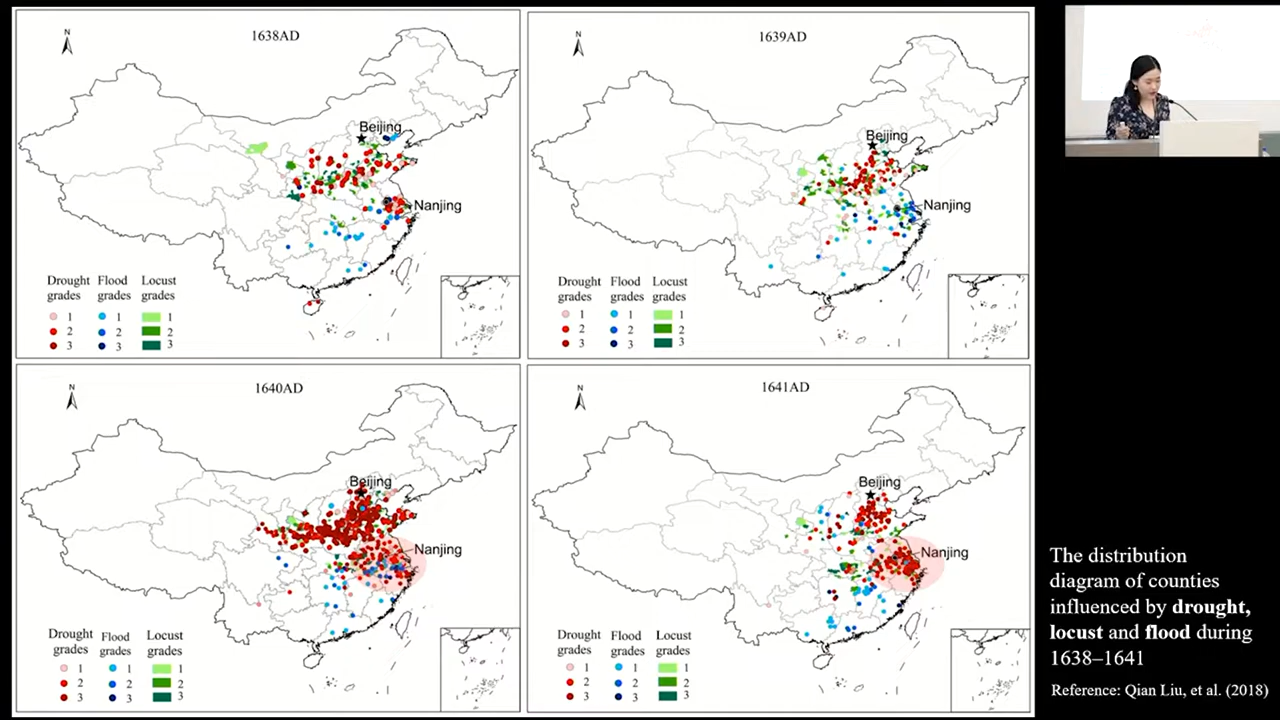 N
1638AD
Beijing
Nanjing
Drought grades
Flood grades
Locust grades
1 1 1
2 2 2
3 3 3
N
1639AD
Beijing
Nanjing
Drought grades
Flood grades
Locust grades
1 1 1
2 2 2
3 3 3
N
1640AD
Beijing
Nanjing
Drought grades
Flood grades
Locust grades
1 1 1
2 2 2
3 3 3
N
1641AD
Beijing
Nanjing
Drought grades
Flood grades
Locust grades
1 1 1
2 2 2
3 3 3
The distribution
diagram of counties
influenced by drought,
locust and flood during
1638–1641
Reference: Qian Liu, et al. (2018)